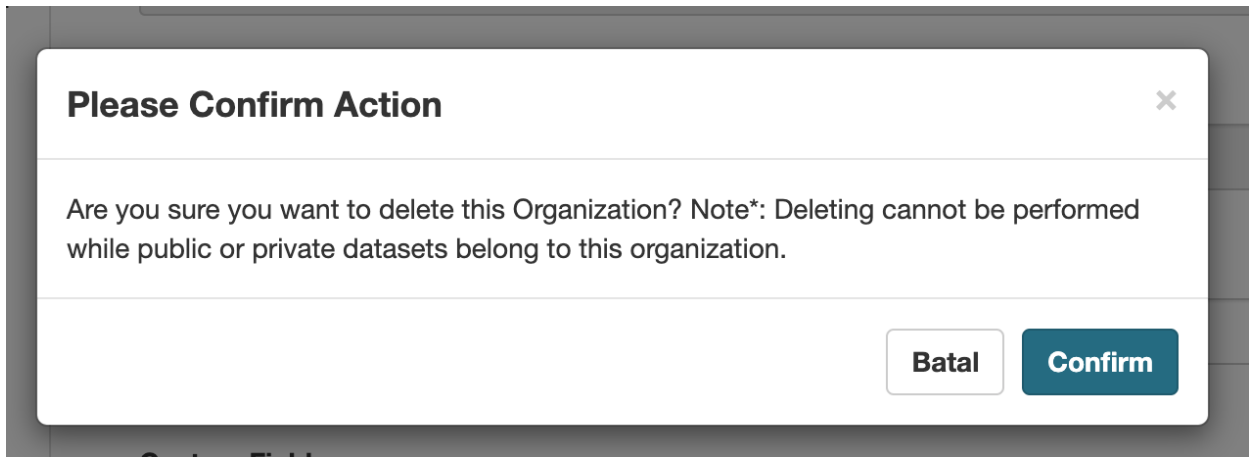 Please Confirm Action
×
Are you sure you want to delete this Organization? Note*: Deleting cannot be performed
while public or private datasets belong to this organization.
Batal
Confirm